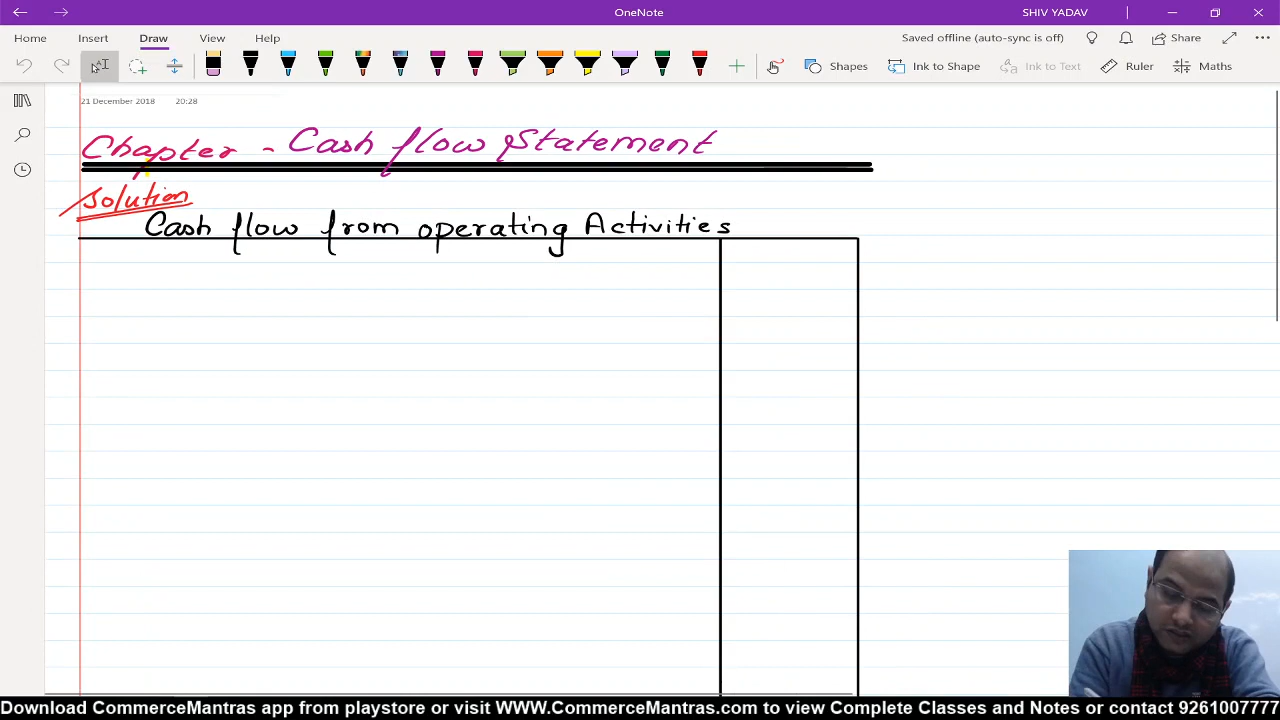 OneNote
SHIV YADAV
Home Insert Draw View Help
Saved offline (auto-sync is off)
Share
Shapes
Ink to Shape
Ink to Text
Ruler
Maths
21 December 2018 20:28
Chapter - Cash flow Statement
Solution
Cash flow from operating Activities
Download CommerceMantras app from playstore or visit WWW.CommerceMantras.com to view Complete Classes and Notes or contact 9261007777